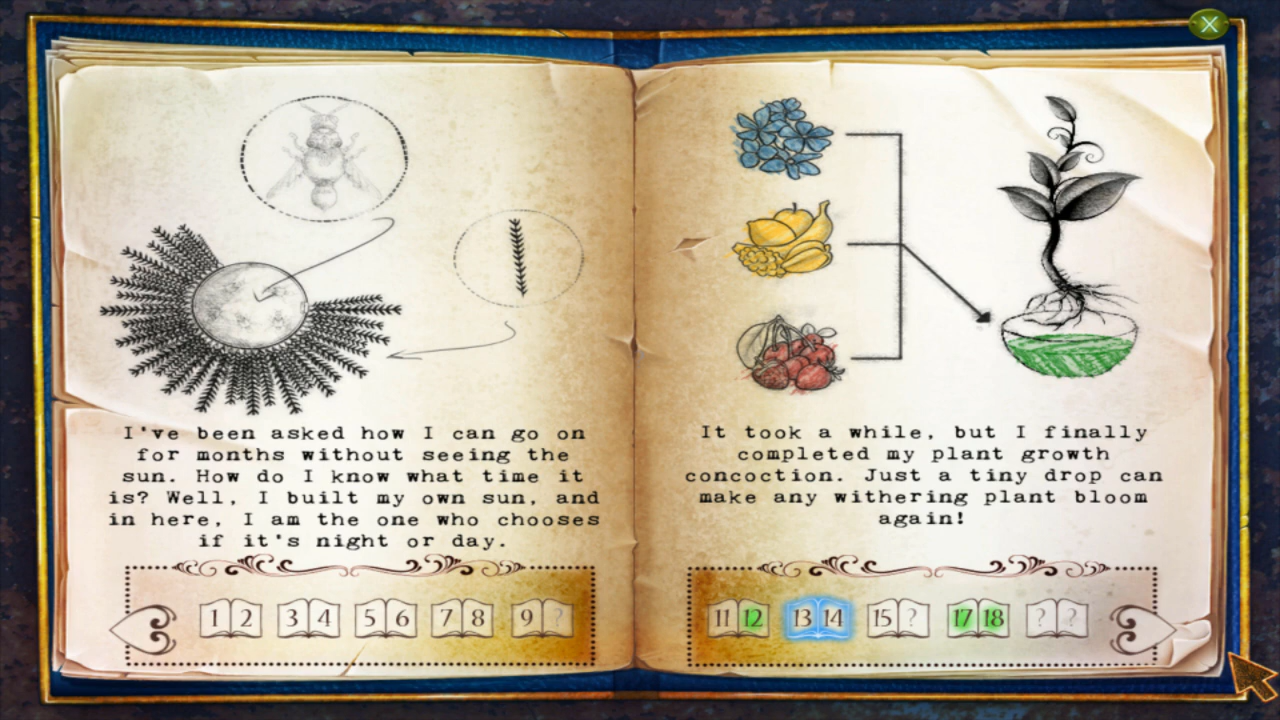 I've been asked how I can go on
for months without seeing the
sun. How do I know what time it
is? Well, I built my own sun, and
in here, I am the one who chooses
if it's night or day.
It took a while, but I finally
completed my plant growth
concoction. Just a tiny drop can
make any withering plant bloom
again!
1 2 3 4 5 6 7 8 9 ?
11 12 13 14 15 ? 17 18 ? ?